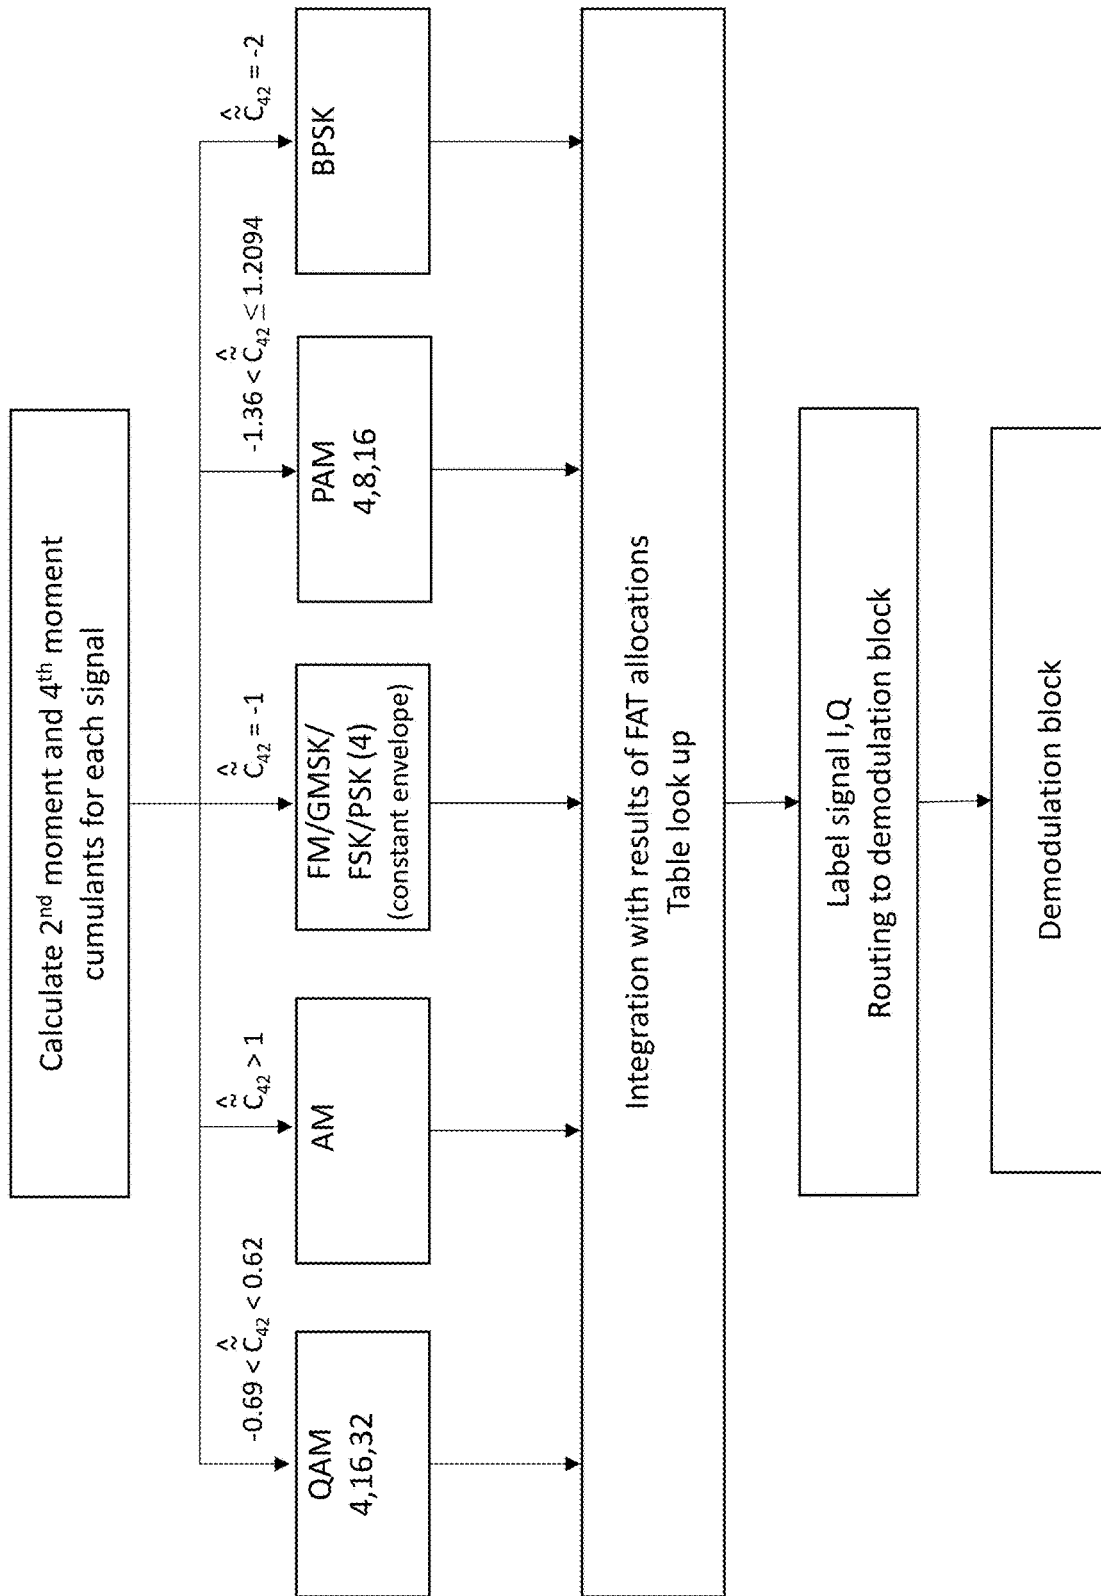 Calculate 2nd moment and 4th moment
cumulants for each signal
-0.69 < C̃̂42 < 0.62
C̃̂42 > 1
C̃̂42 = -1
-1.36 < C̃̂42 ≤ 1.2094
C̃̂42 = -2
QAM
4,16,32
AM
FM/GMSK/
FSK/PSK (4)
(constant envelope)
PAM
4,8,16
BPSK
Integration with results of FAT allocations
Table look up
Label signal I,Q
Routing to demodulation block
Demodulation block